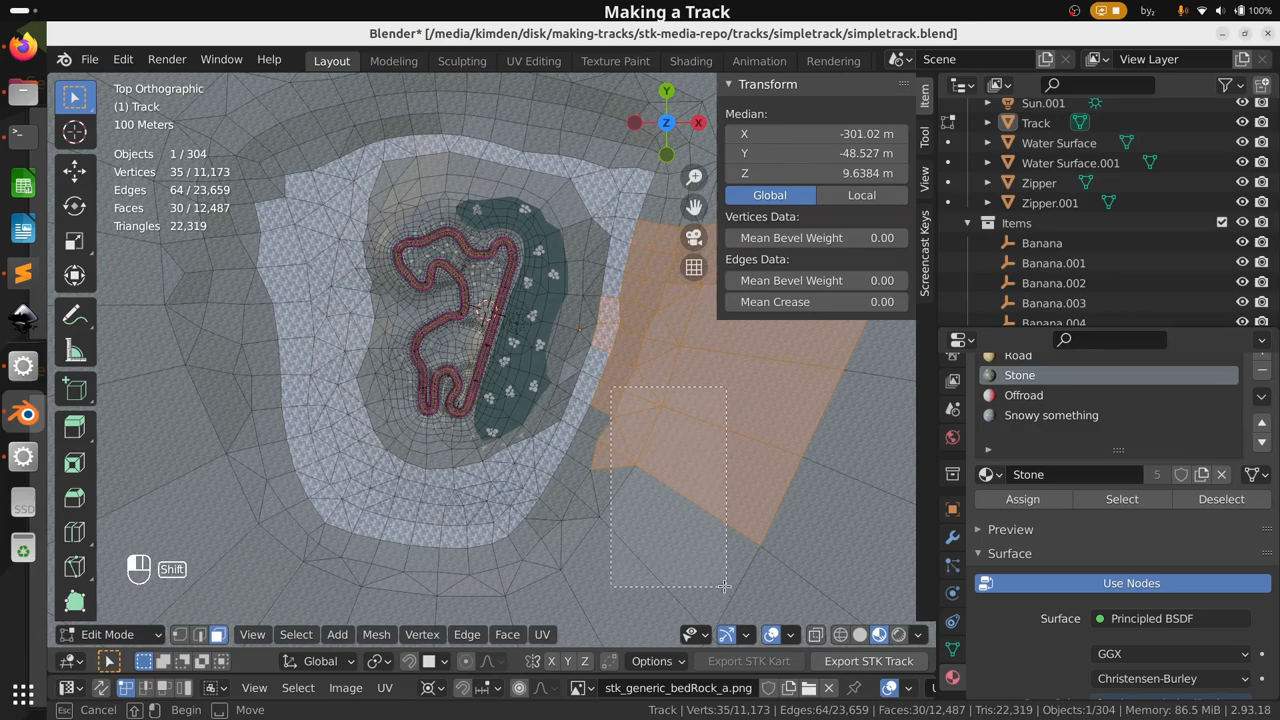 Making a Track
by₂
100%
Blender* [/media/kimden/disk/making-tracks/stk-media-repo/tracks/simpletrack/simpletrack.blend]
File Edit Render Window Help
Layout Modeling Sculpting UV Editing Texture Paint Shading Animation Rendering
Scene
View Layer
Top Orthographic
(1) Track
100 Meters
Objects 1 / 304
Vertices 35 / 11,173
Edges 64 / 23,659
Faces 30 / 12,487
Triangles 22,319
Y
X
Z
Transform
Median:
X -301.02 m
Y -48.527 m
Z 9.6384 m
Global Local
Vertices Data:
Mean Bevel Weight 0.00
Edges Data:
Mean Bevel Weight 0.00
Mean Crease 0.00
Item
Tool
View
Screencast Keys
Sun.001
Track
Water Surface
Water Surface.001
Zipper
Zipper.001
Items
Banana
Banana.001
Banana.002
Banana.003
Banana.004
Road
Stone
Offroad
Snowy something
Stone 5
Assign Select Deselect
Preview
Surface
Use Nodes
Surface Principled BSDF
GGX
Christensen-Burley
SSD
Shift
Edit Mode View Select Add Mesh Vertex Edge Face UV
Global X Y Z Options Export STK Kart Export STK Track
View Select Image UV stk_generic_bedRock_a.png
Cancel Begin Move Track | Verts:35/11,173 | Edges:64/23,659 | Faces:30/12,487 | Tris:22,319 | Objects:1/304 | Memory: 86.5 MiB | 2.93.18